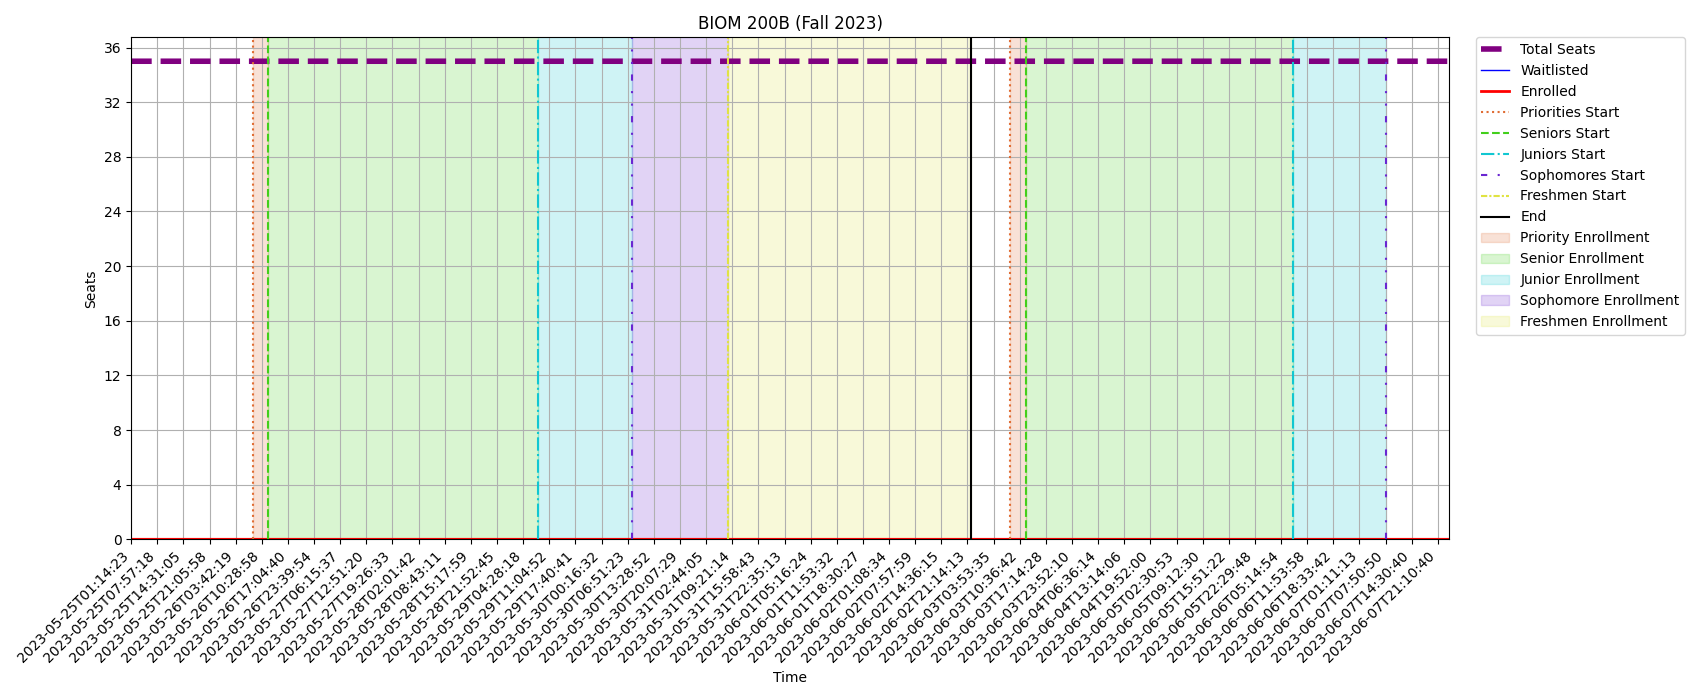 BIOM 200B (Fall 2023)
Seats
36
32
28
24
20
16
12
8
4
0
2023-05-25T01:14:23
2023-05-25T07:57:18
2023-05-25T14:31:05
2023-05-25T21:05:58
2023-05-26T03:42:19
2023-05-26T10:28:58
2023-05-26T17:04:40
2023-05-26T23:39:54
2023-05-27T06:15:37
2023-05-27T12:51:20
2023-05-27T19:26:33
2023-05-28T02:01:42
2023-05-28T08:43:11
2023-05-28T15:17:59
2023-05-28T21:52:45
2023-05-29T04:28:18
2023-05-29T11:04:52
2023-05-29T17:40:41
2023-05-30T00:16:32
2023-05-30T06:51:23
2023-05-30T13:28:52
2023-05-30T20:07:29
2023-05-31T02:44:05
2023-05-31T09:21:14
2023-05-31T15:58:43
2023-05-31T22:35:13
2023-06-01T05:16:24
2023-06-01T11:53:32
2023-06-01T18:30:27
2023-06-02T01:08:34
2023-06-02T07:57:59
2023-06-02T14:36:15
2023-06-02T21:14:13
2023-06-03T03:53:35
2023-06-03T10:36:42
2023-06-03T17:14:28
2023-06-03T23:52:10
2023-06-04T06:36:14
2023-06-04T13:14:06
2023-06-04T19:52:00
2023-06-05T02:30:53
2023-06-05T09:12:30
2023-06-05T15:51:22
2023-06-05T22:29:48
2023-06-06T05:14:54
2023-06-06T11:53:58
2023-06-06T18:33:42
2023-06-07T01:11:13
2023-06-07T07:50:50
2023-06-07T14:30:40
2023-06-07T21:10:40
Time
Total Seats
Waitlisted
Enrolled
Priorities Start
Seniors Start
Juniors Start
Sophomores Start
Freshmen Start
End
Priority Enrollment
Senior Enrollment
Junior Enrollment
Sophomore Enrollment
Freshmen Enrollment